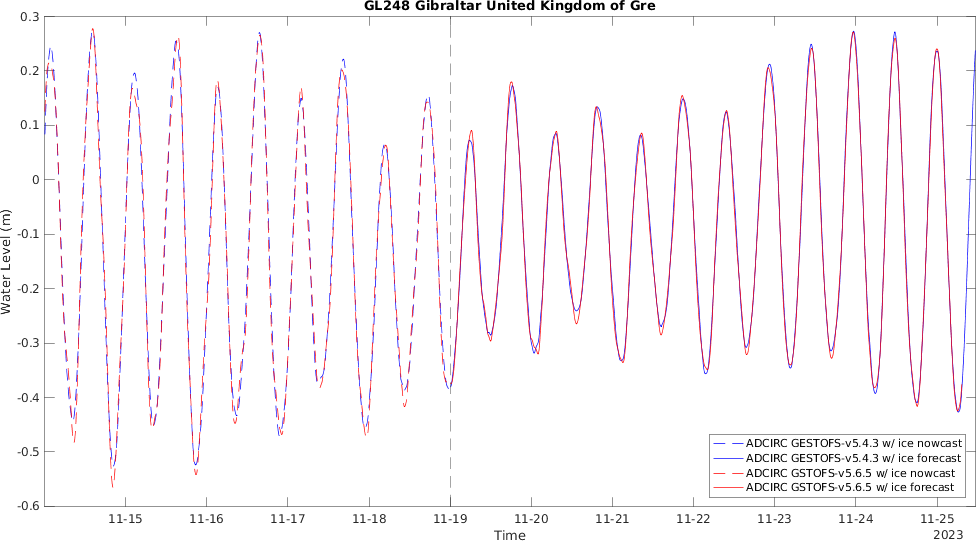 GL248 Gibraltar United Kingdom of Gre
0.3
0.2
0.1
0
-0.1
-0.2
-0.3
-0.4
-0.5
-0.6
Water Level (m)
ADCIRC GESTOFS-v5.4.3 w/ ice nowcast
ADCIRC GESTOFS-v5.4.3 w/ ice forecast
ADCIRC GSTOFS-v5.6.5 w/ ice nowcast
ADCIRC GSTOFS-v5.6.5 w/ ice forecast
11-15 11-16 11-17 11-18 11-19 11-20 11-21 11-22 11-23 11-24 11-25
Time
2023